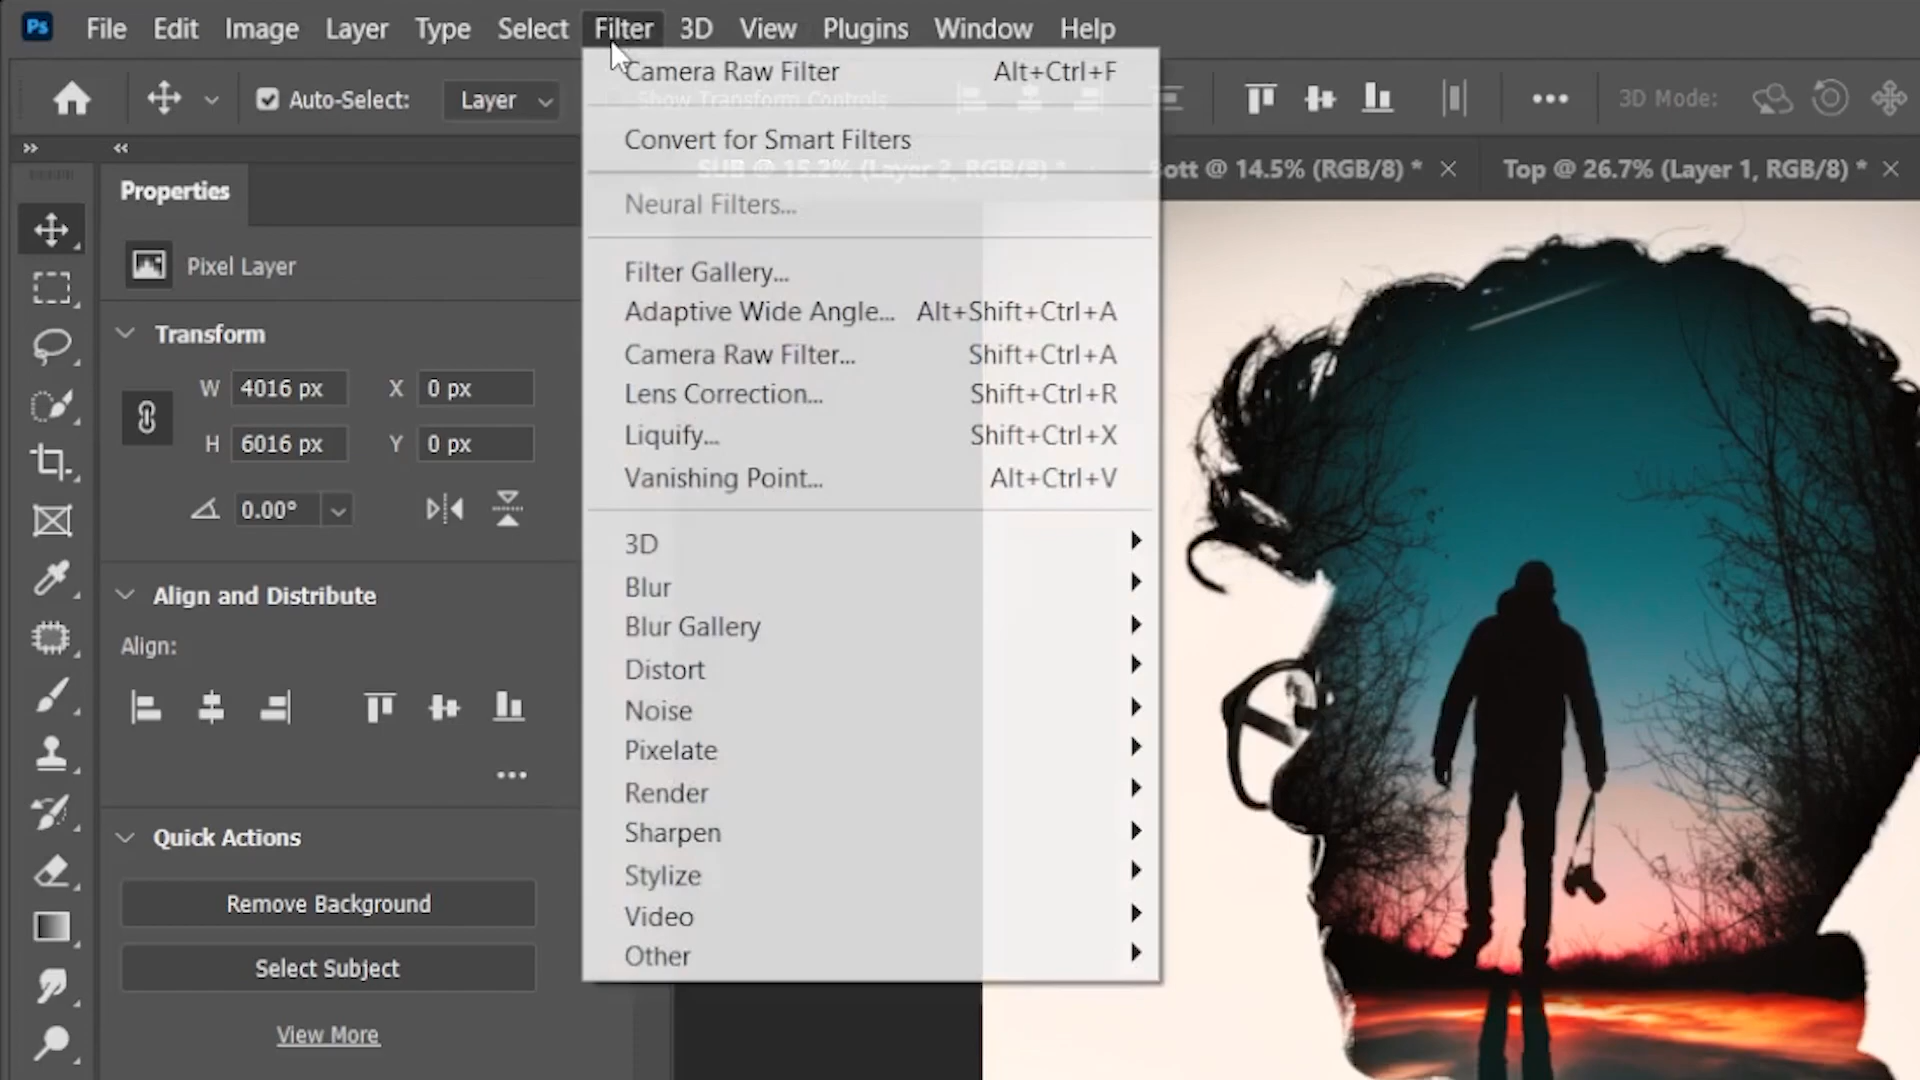 Ps File Edit Image Layer Type Select Filter 3D View Plugins Window Help
Auto-Select: Layer
Show Transform Controls
3D Mode:
SUB @ 15.2% (Layer 2, RGB/8) *
ott @ 14.5% (RGB/8) * ×
Top @ 26.7% (Layer 1, RGB/8) * ×
Properties
Pixel Layer
Transform
W 4016 px X 0 px
H 6016 px Y 0 px
0.00°
Align and Distribute
Align:
Quick Actions
Remove Background
Select Subject
View More
Camera Raw Filter Alt+Ctrl+F
Convert for Smart Filters
Neural Filters...
Filter Gallery...
Adaptive Wide Angle... Alt+Shift+Ctrl+A
Camera Raw Filter... Shift+Ctrl+A
Lens Correction... Shift+Ctrl+R
Liquify... Shift+Ctrl+X
Vanishing Point... Alt+Ctrl+V
3D
Blur
Blur Gallery
Distort
Noise
Pixelate
Render
Sharpen
Stylize
Video
Other